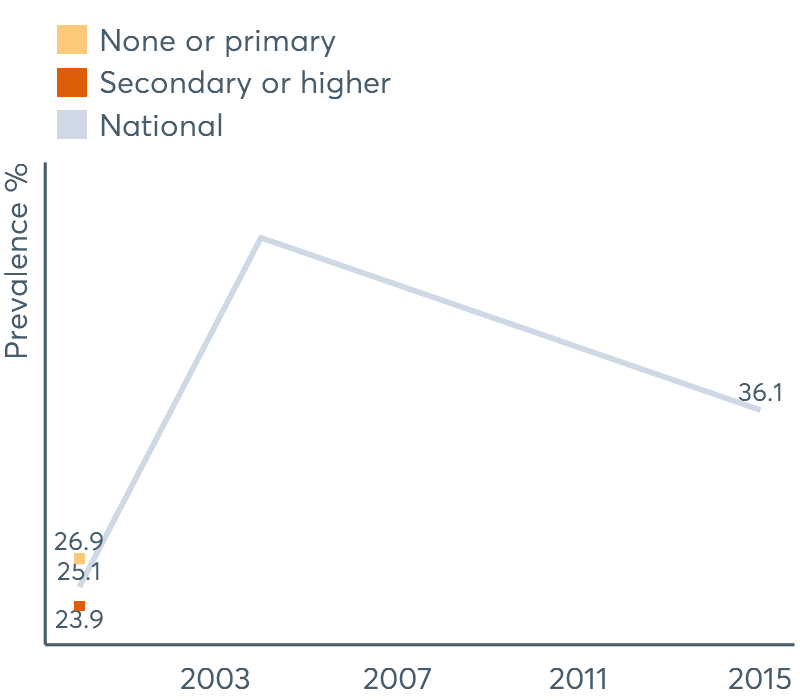 None or primary
Secondary or higher
National
Prevalence %
36.1
26.9
25.1
23.9
2003 2007 2011 2015